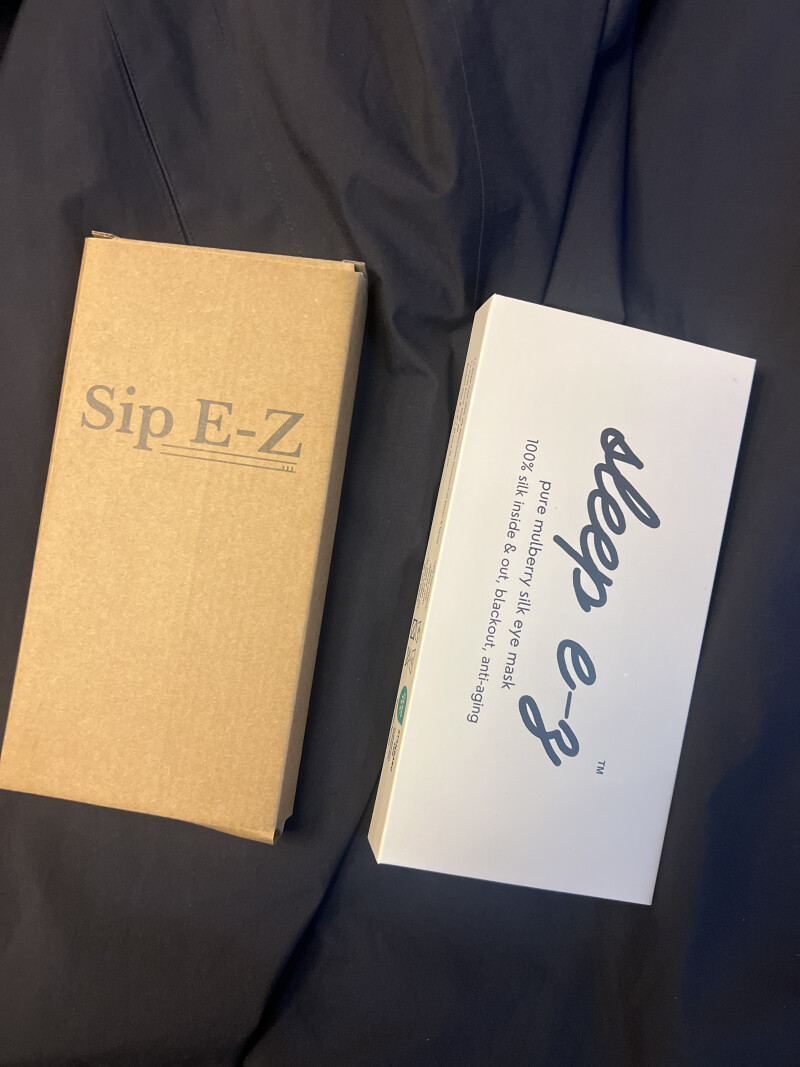 Sip E-Z
sleep e-z
TM
pure mulberry silk eye mask
100% silk inside & out, blackout, anti-aging